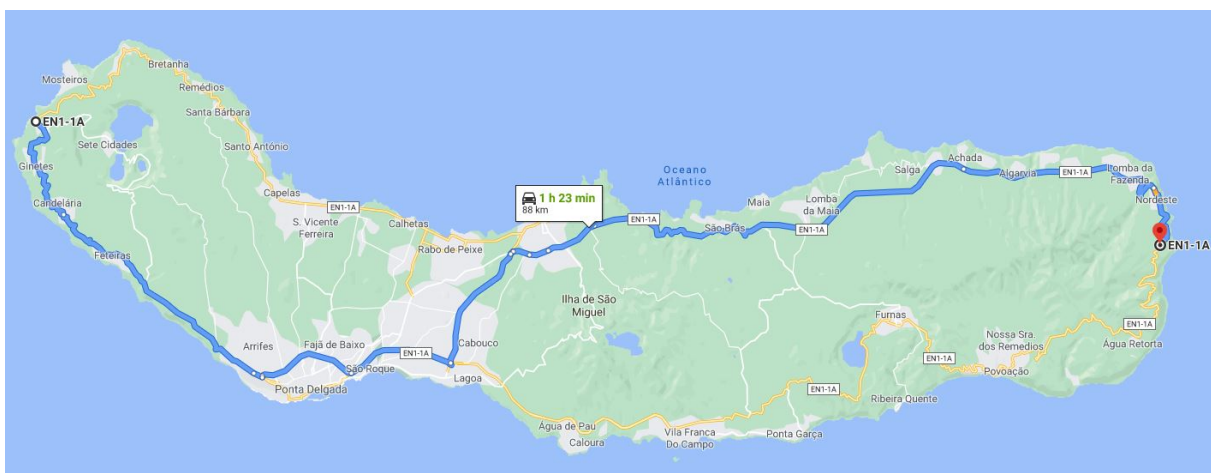 Bretanha
Mosteiros
Remédios
Santa Bárbara
EN1-1A
Sete Cidades
Santo António
Ginetes
Candelária
Capelas
EN1-1A
S. Vicente
Ferreira
Calhetas
Feteiras
Rabo de Peixe
1 h 23 min
88 km
Oceano
Atlântico
EN1-1A
São Brás
Maia
Lomba
da Maia
EN1-1A
Salga
Achada
Algarvia
EN1-1A
Lomba da
Fazenda
Nordeste
EN1-1A
Ilha de São
Miguel
Arrifes
Fajã de Baixo
São Roque
EN1-1A
Cabouco
Ponta Delgada
Lagoa
Furnas
EN1-1A
Nossa Sra.
dos Remedios
EN1-1A
Água Retorta
Povoação
EN1-1A
Ribeira Quente
Água de Pau
Caloura
Vila Franca
Do Campo
Ponta Garça